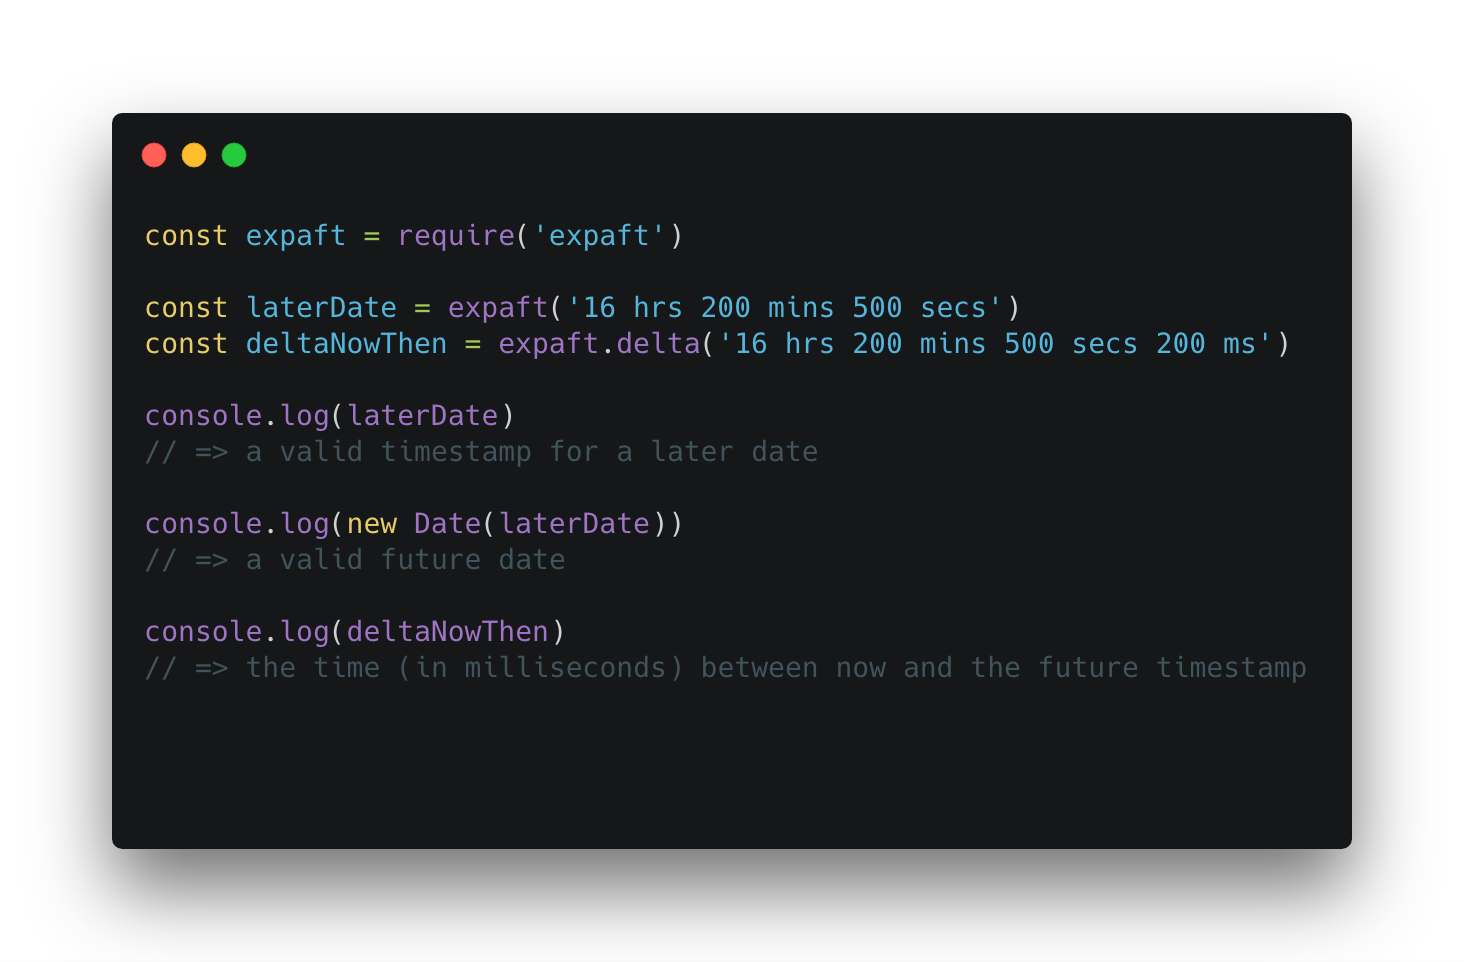 const expaft = require('expaft')
const laterDate = expaft('16 hrs 200 mins 500 secs')
const deltaNowThen = expaft.delta('16 hrs 200 mins 500 secs 200 ms')
console.log(laterDate)
// => a valid timestamp for a later date
console.log(new Date(laterDate))
// => a valid future date
console.log(deltaNowThen)
// => the time (in milliseconds) between now and the future timestamp